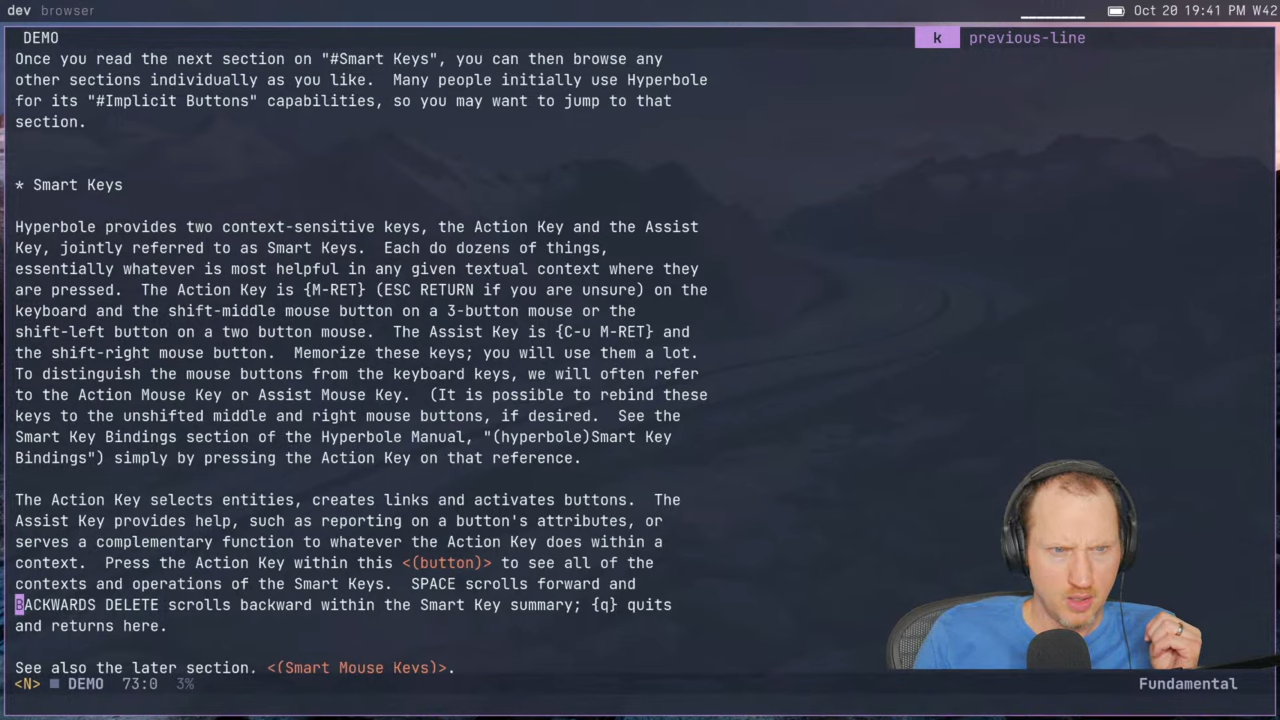 dev browser
Oct 20 19:41 PM W42
DEMO
k previous-line
Once you read the next section on "#Smart Keys", you can then browse any
other sections individually as you like.  Many people initially use Hyperbole
for its "#Implicit Buttons" capabilities, so you may want to jump to that
section.
* Smart Keys
Hyperbole provides two context-sensitive keys, the Action Key and the Assist
Key, jointly referred to as Smart Keys.  Each do dozens of things,
essentially whatever is most helpful in any given textual context where they
are pressed.  The Action Key is {M-RET} (ESC RETURN if you are unsure) on the
keyboard and the shift-middle mouse button on a 3-button mouse or the
shift-left button on a two button mouse.  The Assist Key is {C-u M-RET} and
the shift-right mouse button.  Memorize these keys; you will use them a lot.
To distinguish the mouse buttons from the keyboard keys, we will often refer
to the Action Mouse Key or Assist Mouse Key.  (It is possible to rebind these
keys to the unshifted middle and right mouse buttons, if desired.  See the
Smart Key Bindings section of the Hyperbole Manual, "(hyperbole)Smart Key
Bindings") simply by pressing the Action Key on that reference.
The Action Key selects entities, creates links and activates buttons.  The
Assist Key provides help, such as reporting on a button's attributes, or
serves a complementary function to whatever the Action Key does within a
context.  Press the Action Key within this <(button)> to see all of the
contexts and operations of the Smart Keys.  SPACE scrolls forward and
BACKWARDS DELETE scrolls backward within the Smart Key summary; {q} quits
and returns here.
See also the later section, <(Smart Mouse Keys)>.
<N> DEMO 73:0 3% Fundamental